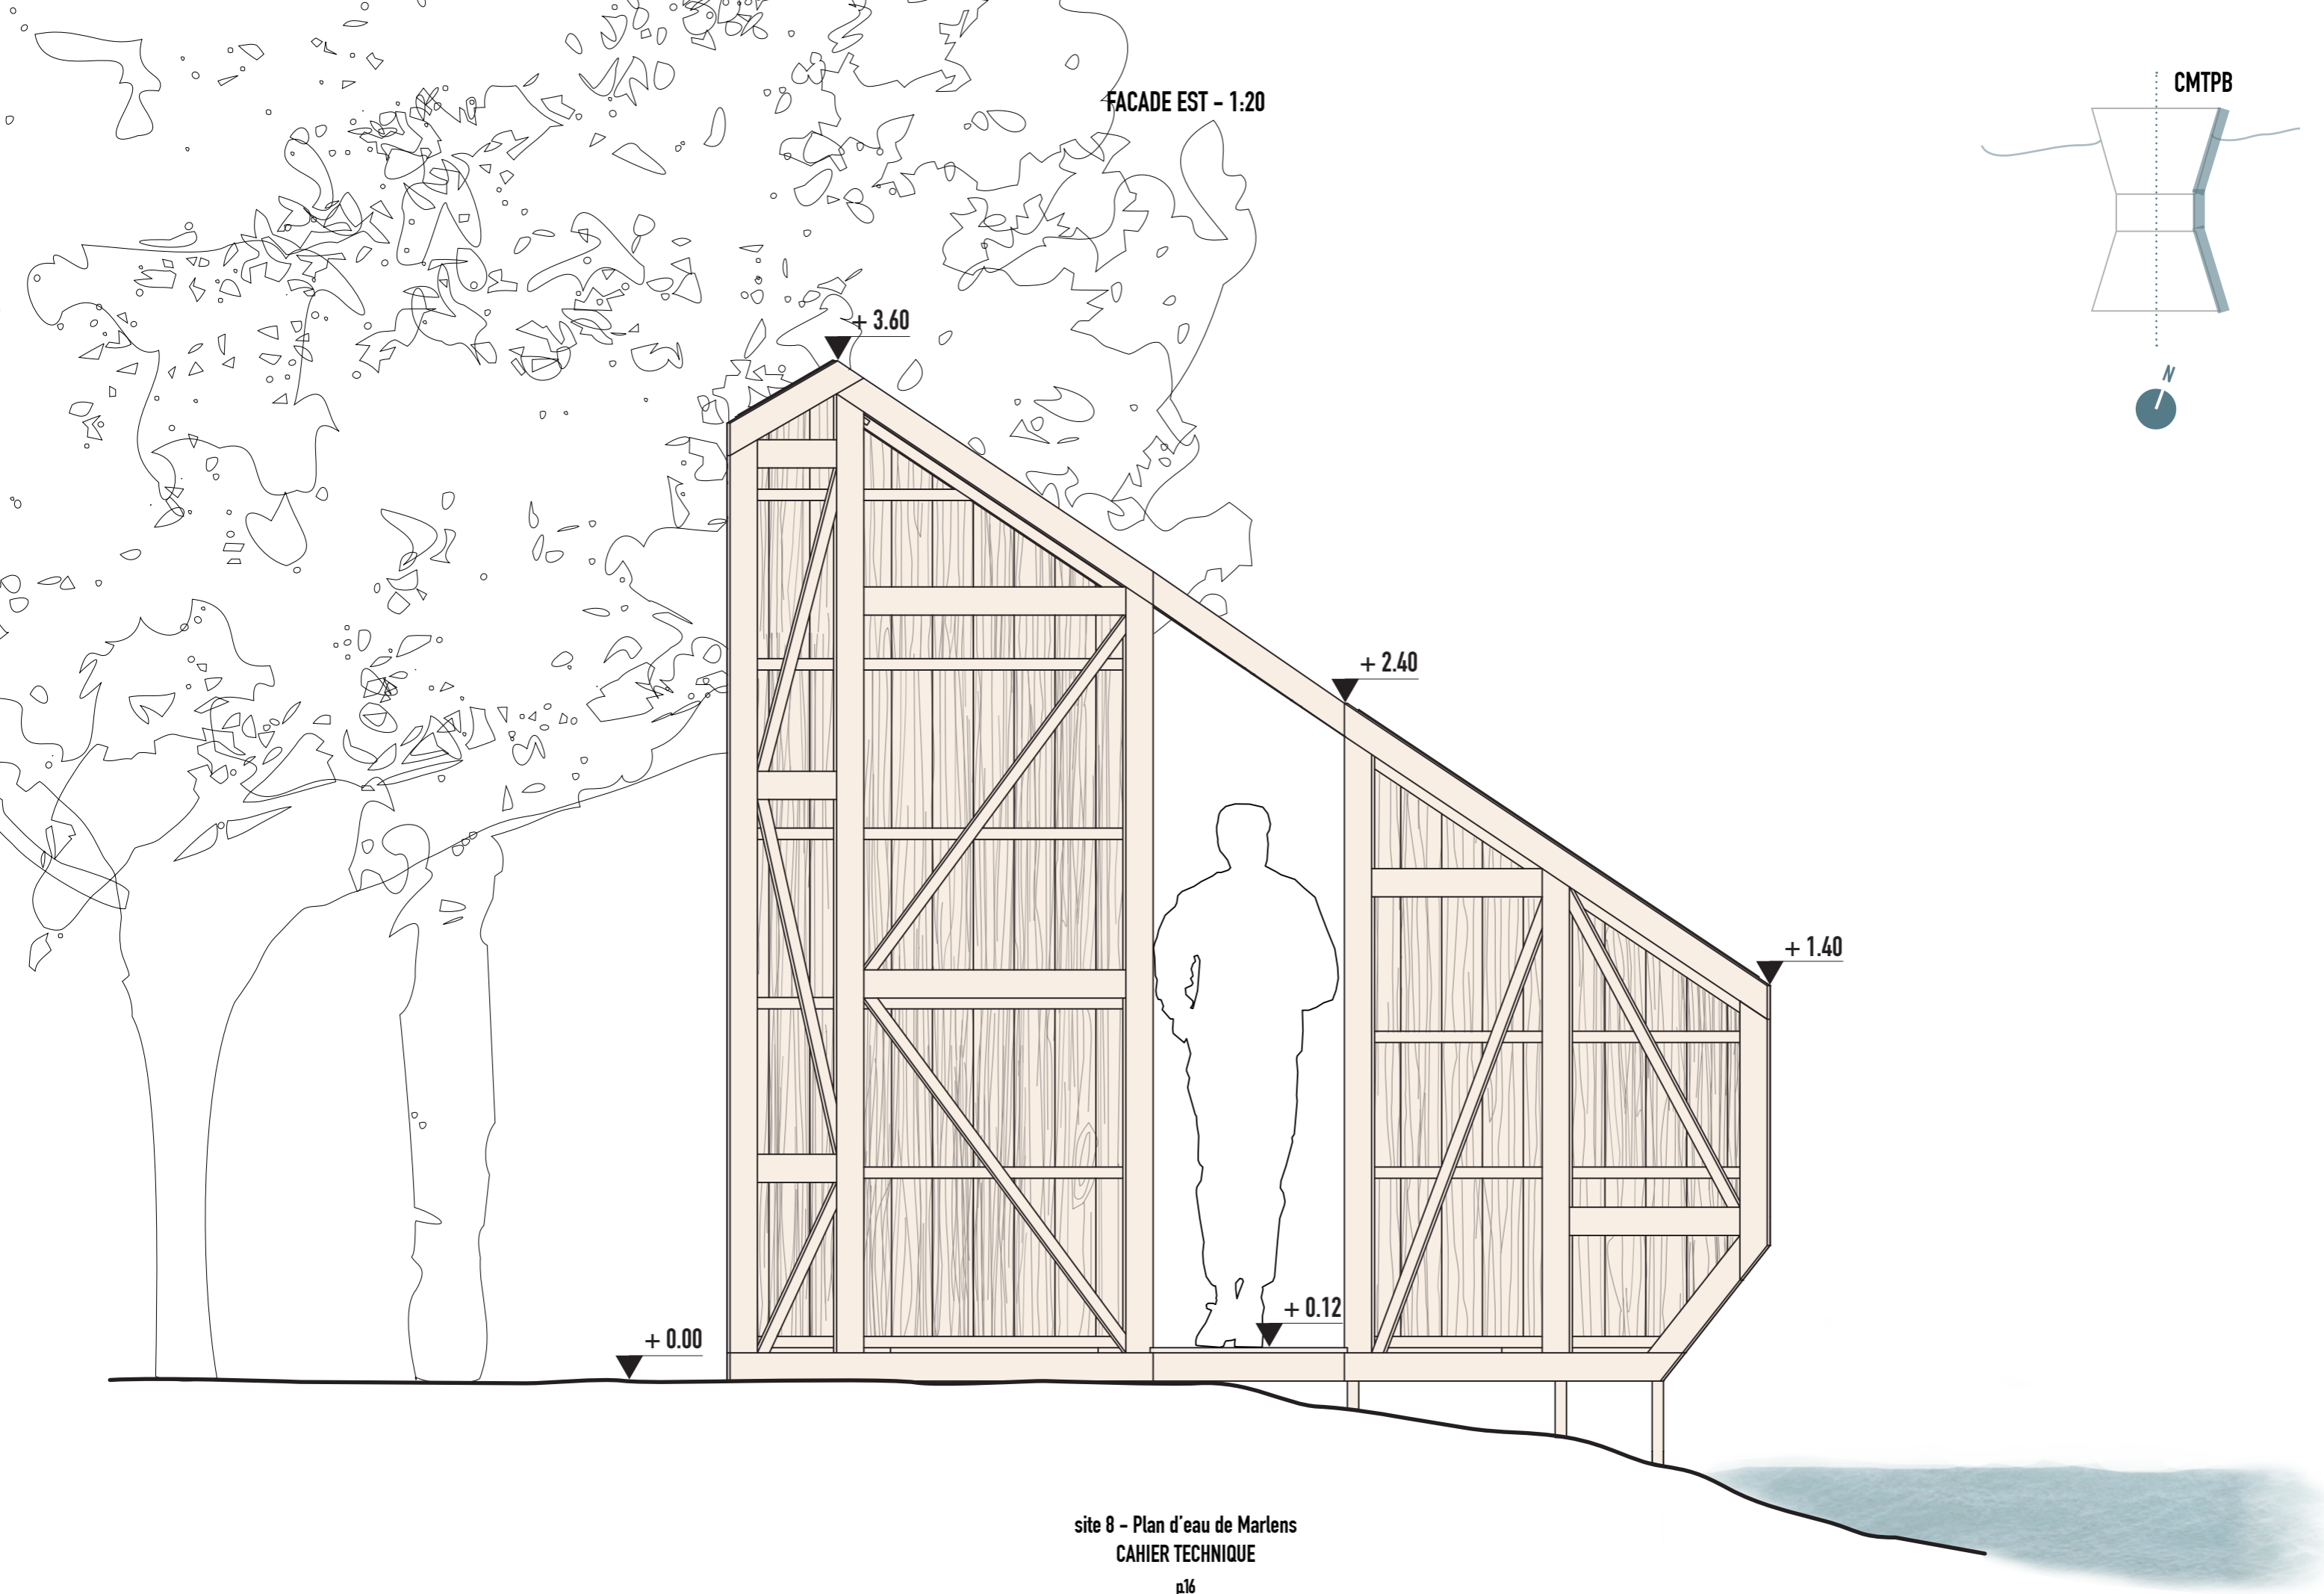 FACADE EST - 1:20
CMTPB
N
+ 3.60
+ 2.40
+ 1.40
+ 0.12
+ 0.00
site 8 - Plan d'eau de Marlens
CAHIER TECHNIQUE
p.16